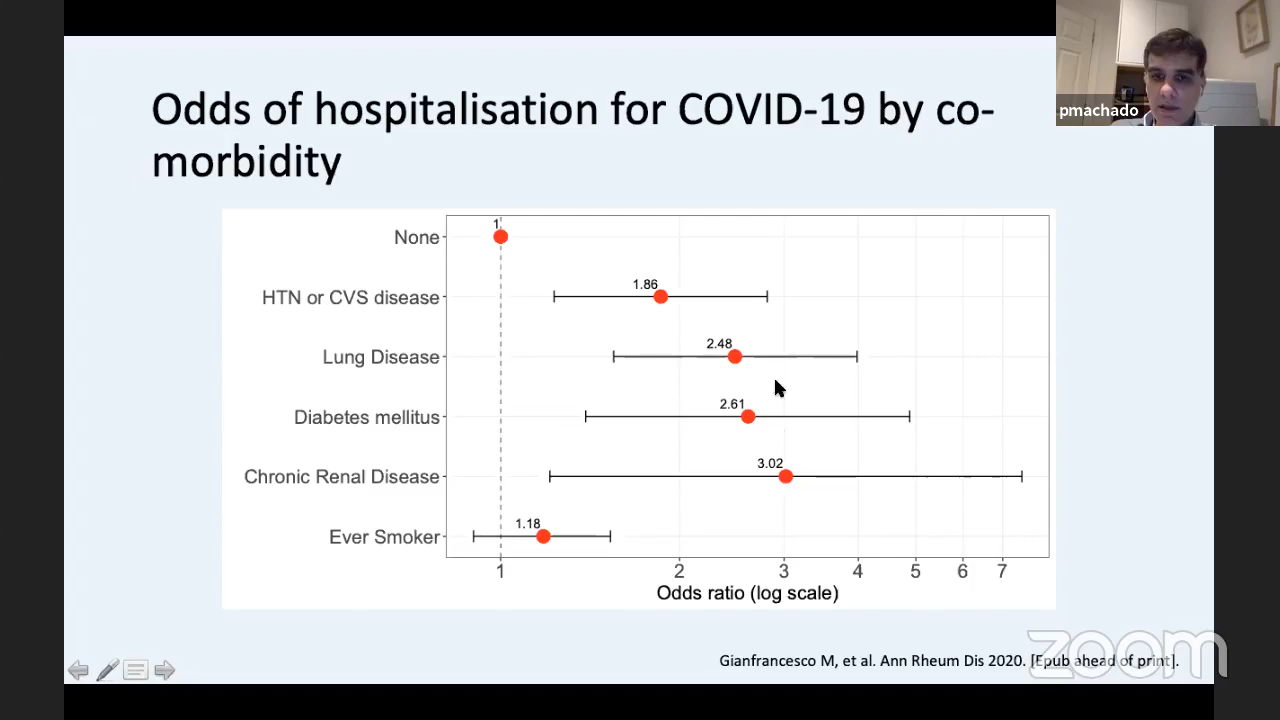 Odds of hospitalisation for COVID-19 by co-
morbidity
pmachado
None
1
HTN or CVS disease
1.86
Lung Disease
2.48
Diabetes mellitus
2.61
Chronic Renal Disease
3.02
Ever Smoker
1.18
1 2 3 4 5 6 7
Odds ratio (log scale)
Gianfrancesco M, et al. Ann Rheum Dis 2020. [Epub ahead of print].
zoom